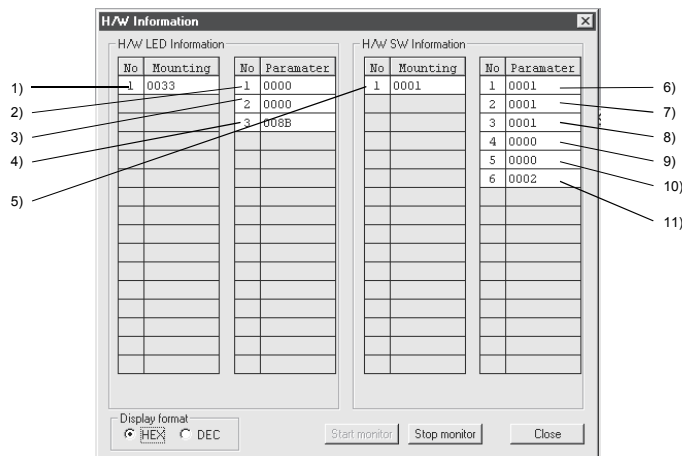 H/W Information
H/W LED Information
H/W SW Information
No Mounting No Paramater No Mounting No Paramater
1) 1 0033 1 0000 1 0001 1 0001 6)
2) 2 0000 2 0001 7)
3) 3 008B 3 0001 8)
4) 4 0000 9)
5 0000 10)
5) 6 0002 11)
Display format
HEX DEC
Start monitor Stop monitor Close